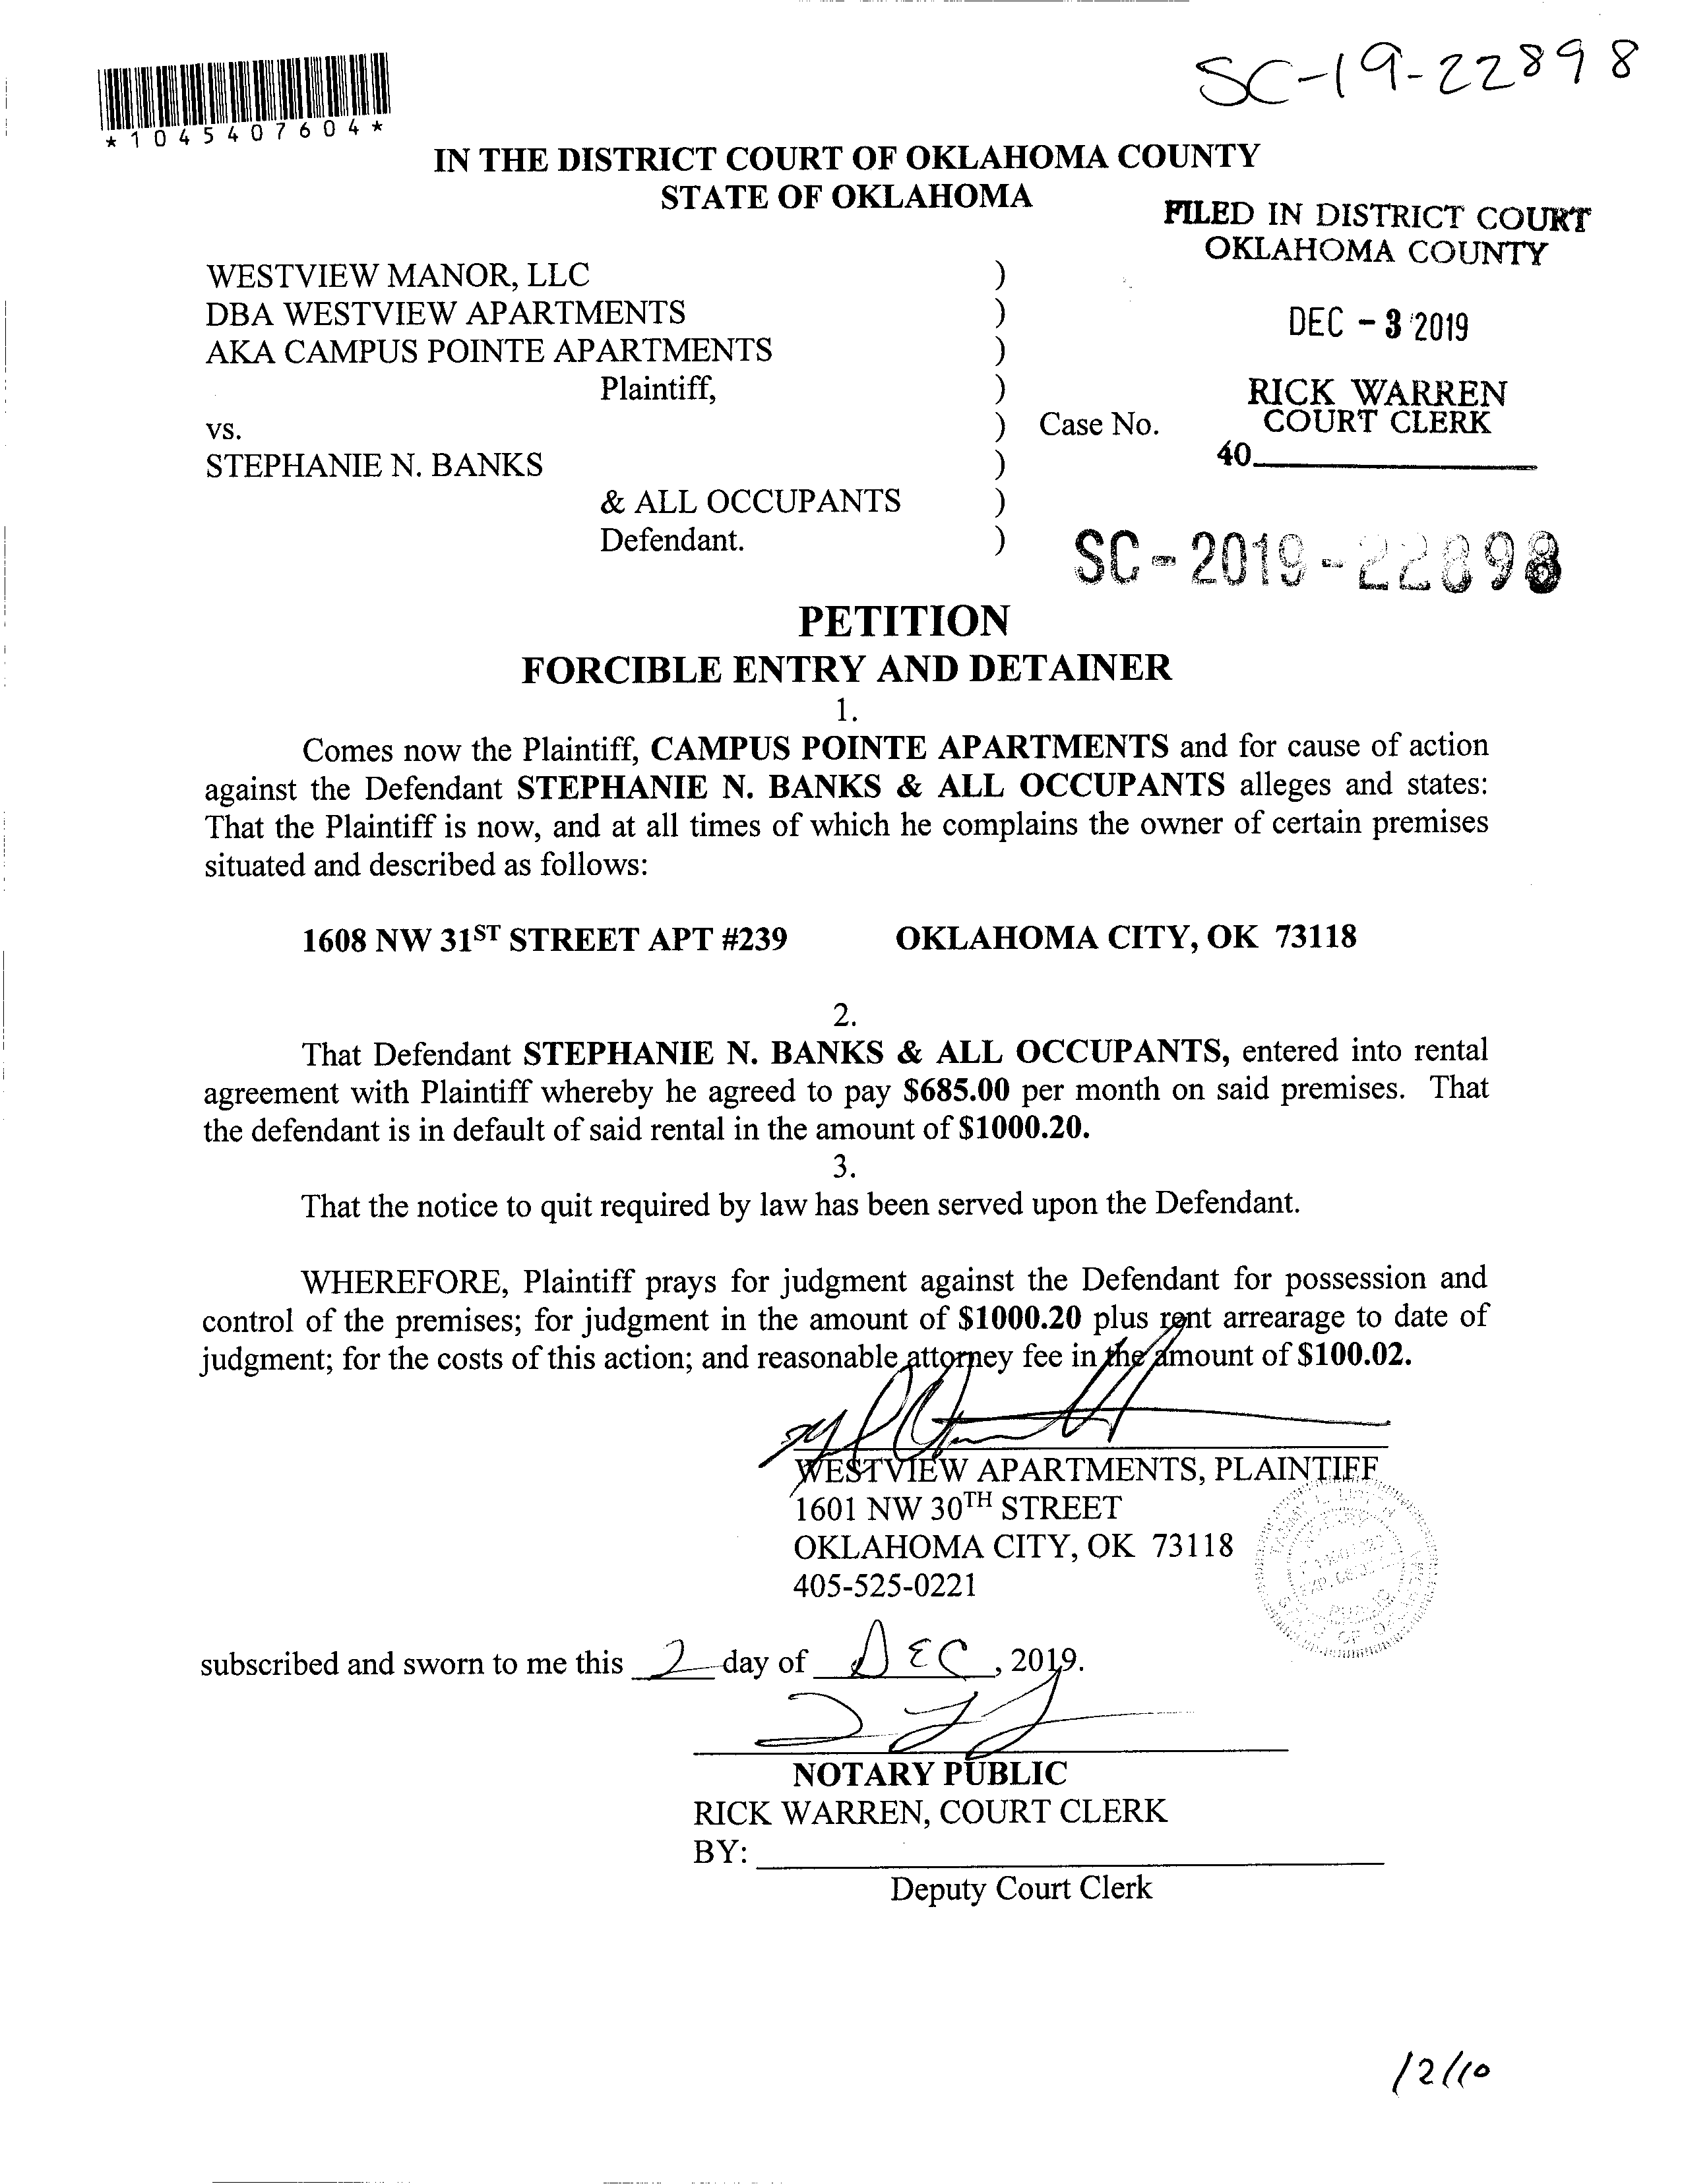 SC-19-22898
*1045407604*
IN THE DISTRICT COURT OF OKLAHOMA COUNTY
STATE OF OKLAHOMA
FILED IN DISTRICT COURT
OKLAHOMA COUNTY
WESTVIEW MANOR, LLC )
DBA WESTVIEW APARTMENTS )
DEC - 3 2019
AKA CAMPUS POINTE APARTMENTS )
Plaintiff, )
RICK WARREN
COURT CLERK
vs. ) Case No.
40
STEPHANIE N. BANKS )
& ALL OCCUPANTS )
Defendant. )
SC - 2019 - 22898
PETITION
FORCIBLE ENTRY AND DETAINER
1.
Comes now the Plaintiff, CAMPUS POINTE APARTMENTS and for cause of action
against the Defendant STEPHANIE N. BANKS & ALL OCCUPANTS alleges and states:
That the Plaintiff is now, and at all times of which he complains the owner of certain premises
situated and described as follows:
1608 NW 31ST STREET APT #239 OKLAHOMA CITY, OK 73118
2.
That Defendant STEPHANIE N. BANKS & ALL OCCUPANTS, entered into rental
agreement with Plaintiff whereby he agreed to pay $685.00 per month on said premises. That
the defendant is in default of said rental in the amount of $1000.20.
3.
That the notice to quit required by law has been served upon the Defendant.
WHEREFORE, Plaintiff prays for judgment against the Defendant for possession and
control of the premises; for judgment in the amount of $1000.20 plus rent arrearage to date of
judgment; for the costs of this action; and reasonable attorney fee in the amount of $100.02.
WESTVIEW APARTMENTS, PLAINTIFF
1601 NW 30TH STREET
OKLAHOMA CITY, OK 73118
405-525-0221
subscribed and sworn to me this 2 day of DEC, 2019.
NOTARY PUBLIC
RICK WARREN, COURT CLERK
BY:
Deputy Court Clerk
12/10